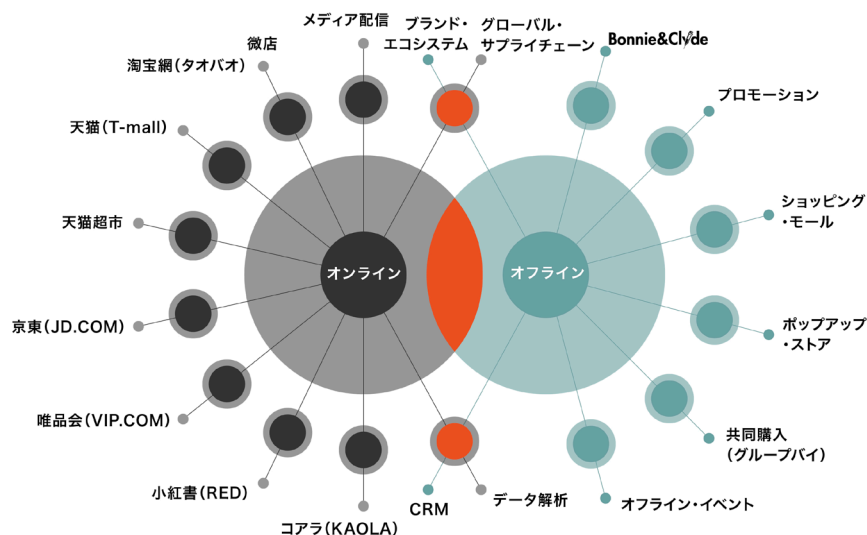 メディア配信
ブランド・
エコシステム
グローバル・
サプライチェーン
Bonnie&Clyde
微店
淘宝網(タオバオ)
プロモーション
天猫(T-mall)
ショッピング
・モール
天猫超市
オンライン
オフライン
京東(JD.COM)
ポップアップ
・ストア
唯品会(VIP.COM)
共同購入
(グループバイ)
小紅書(RED)
コアラ(KAOLA)
CRM
データ解析
オフライン・イベント